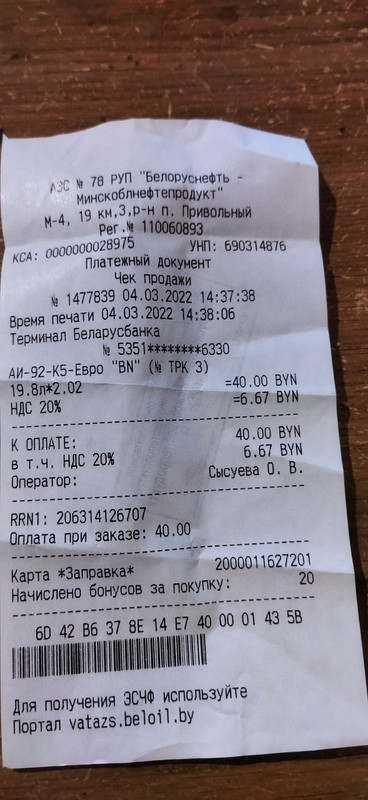 АЗС № 78 РУП "Белоруснефть -
Минскоблнефтепродукт"
М-4, 19 км,3,р-н п. Привольный
Рег.№ 110060893
КСА: 0000000028975 УНП: 690314876
Платежный документ
Чек продажи
№ 1477839 04.03.2022 14:37:38
Время печати 04.03.2022 14:38:06
Терминал Беларусбанка
№ 5351********6330
АИ-92-К5-Евро "BN" (№ ТРК 3)
19.8л*2.02 =40.00 BYN
НДС 20% =6.67 BYN
К ОПЛАТЕ: 40.00 BYN
в т.ч. НДС 20% 6.67 BYN
Оператор: Сысуева О. В.
RRN1: 206314126707
Оплата при заказе: 40.00
Карта *Заправка* 2000011627201
Начислено бонусов за покупку: 20
6D 42 B6 37 8E 14 E7 40 00 01 43 5B
Для получения ЭСЧФ используйте
Портал vatazs.beloil.by